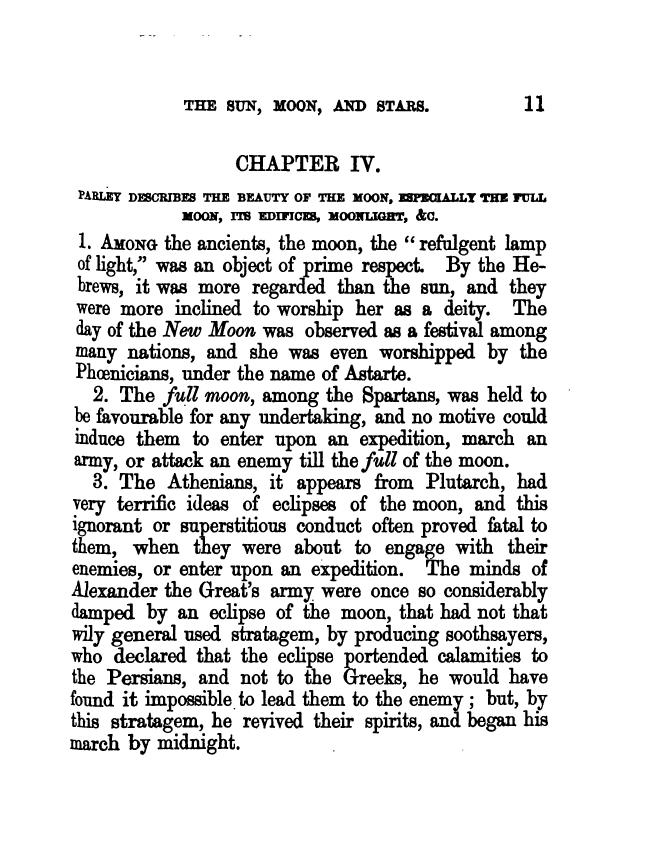 THE SUN, MOON, AND STARS. 11
CHAPTER IV.
PARLEY DESCRIBES THE BEAUTY OF THE MOON, ESPECIALLY THE FULL
MOON, ITS EDIFICES, MOONLIGHT, &C.
1. AMONG the ancients, the moon, the "refulgent lamp
of light," was an object of prime respect. By the He-
brews, it was more regarded than the sun, and they
were more inclined to worship her as a deity. The
day of the New Moon was observed as a festival among
many nations, and she was even worshipped by the
Phœnicians, under the name of Astarte.
2. The full moon, among the Spartans, was held to
be favourable for any undertaking, and no motive could
induce them to enter upon an expedition, march an
army, or attack an enemy till the full of the moon.
3. The Athenians, it appears from Plutarch, had
very terrific ideas of eclipses of the moon, and this
ignorant or superstitious conduct often proved fatal to
them, when they were about to engage with their
enemies, or enter upon an expedition. The minds of
Alexander the Great's army were once so considerably
damped by an eclipse of the moon, that had not that
wily general used stratagem, by producing soothsayers,
who declared that the eclipse portended calamities to
the Persians, and not to the Greeks, he would have
found it impossible to lead them to the enemy; but, by
this stratagem, he revived their spirits, and began his
march by midnight.